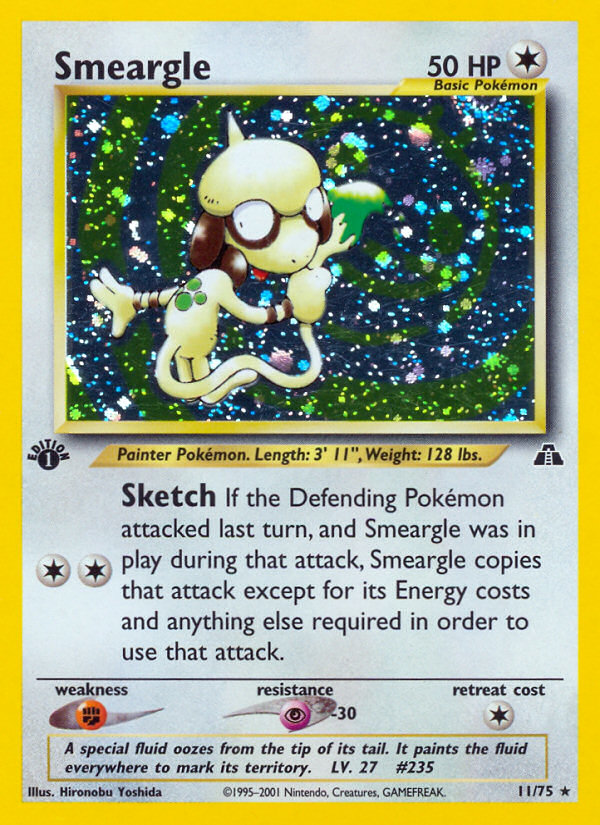 Smeargle
50 HP
Basic Pokémon
EDITION
1
Painter Pokémon. Length: 3' 11", Weight: 128 lbs.
Sketch If the Defending Pokémon
attacked last turn, and Smeargle was in
play during that attack, Smeargle copies
that attack except for its Energy costs
and anything else required in order to
use that attack.
weakness resistance retreat cost
-30
A special fluid oozes from the tip of its tail. It paints the fluid
everywhere to mark its territory. LV. 27 #235
Illus. Hironobu Yoshida ©1995-2001 Nintendo, Creatures, GAMEFREAK. 11/75 ★